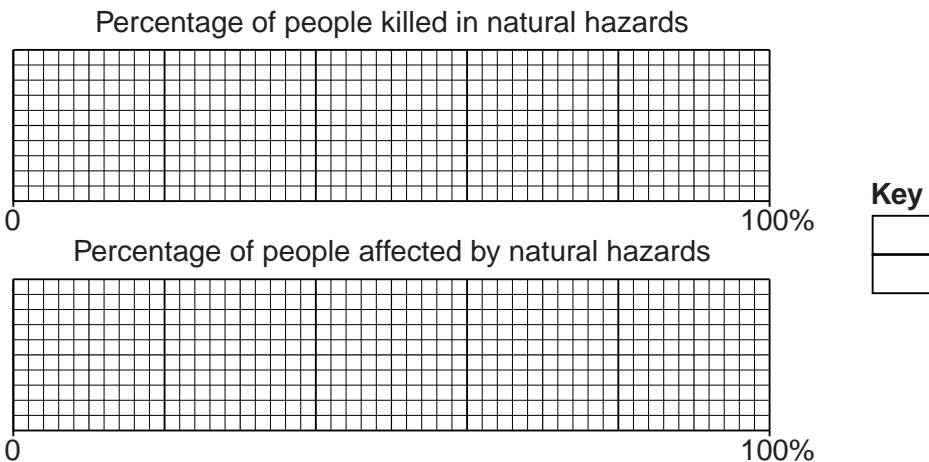 Percentage of people killed in natural hazards
0 100%
Key
Percentage of people affected by natural hazards
0 100%